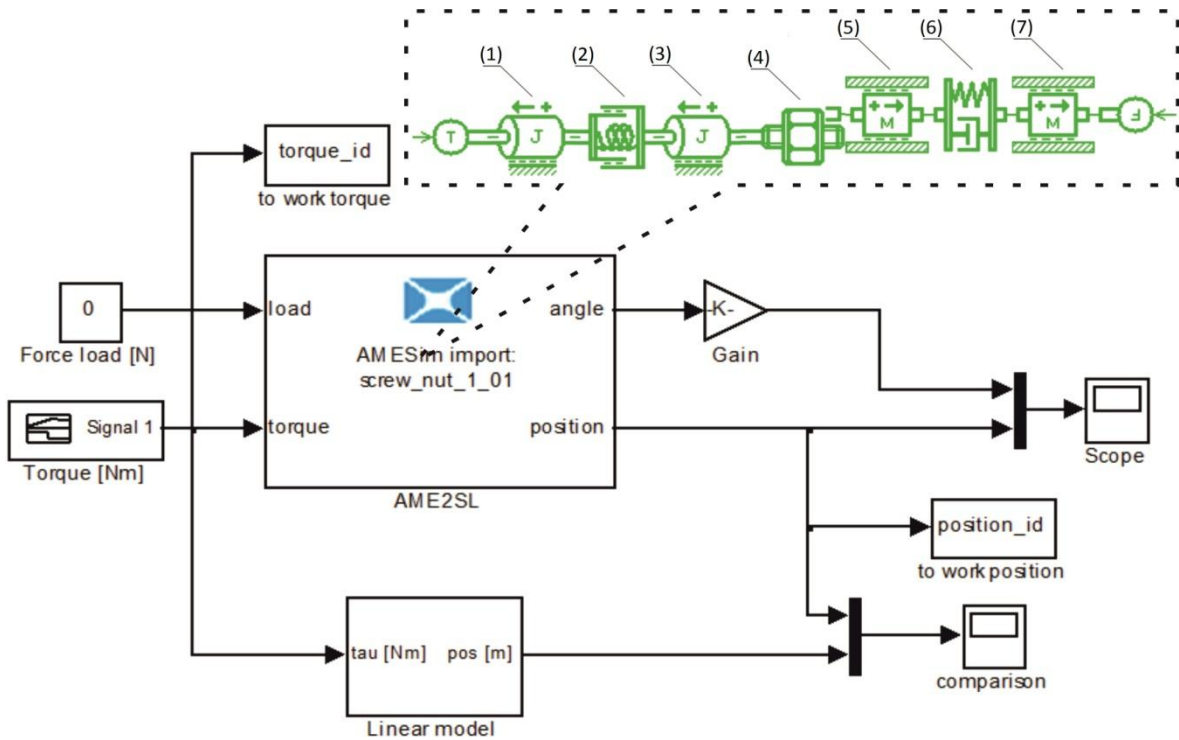 (1)
(2)
(3)
(4)
(5)
(6)
(7)
T
J
J
M
M
F
torque_id
to work torque
0
Force load [N]
load
angle
AMESim import:
screw_nut_1_01
torque
position
AME2SL
Signal 1
Torque [Nm]
-K-
Gain
Scope
position_id
to work position
tau [Nm]
pos [m]
Linear model
comparison